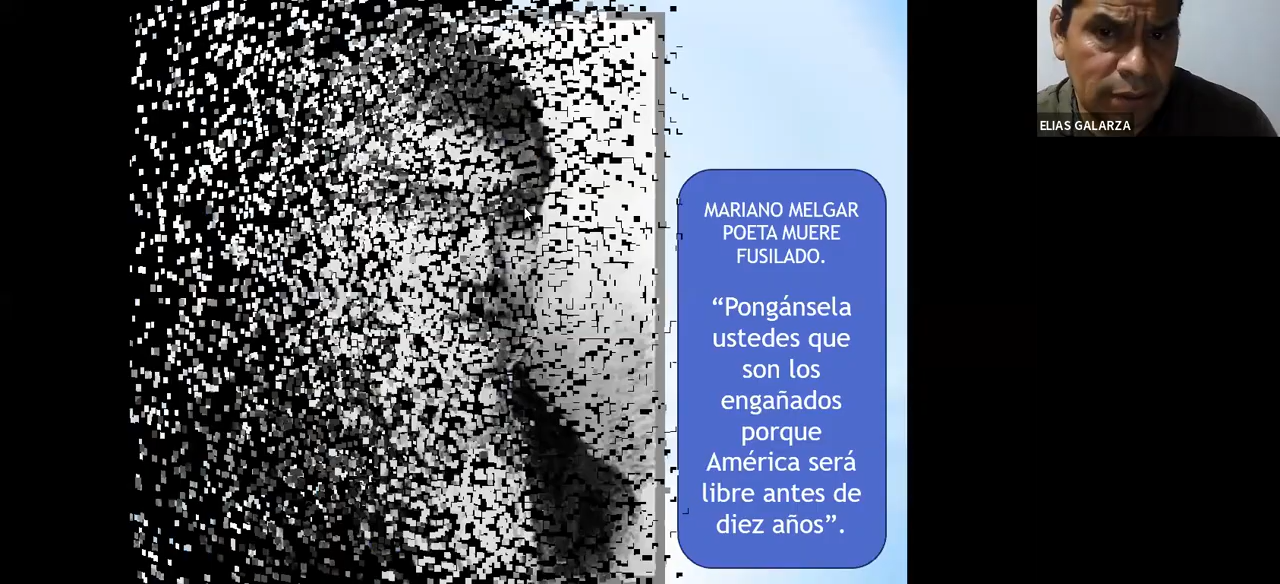 ELIAS GALARZA
MARIANO MELGAR
POETA MUERE
FUSILADO.
“Pongánsela
ustedes que
son los
engañados
porque
América será
libre antes de
diez años”.